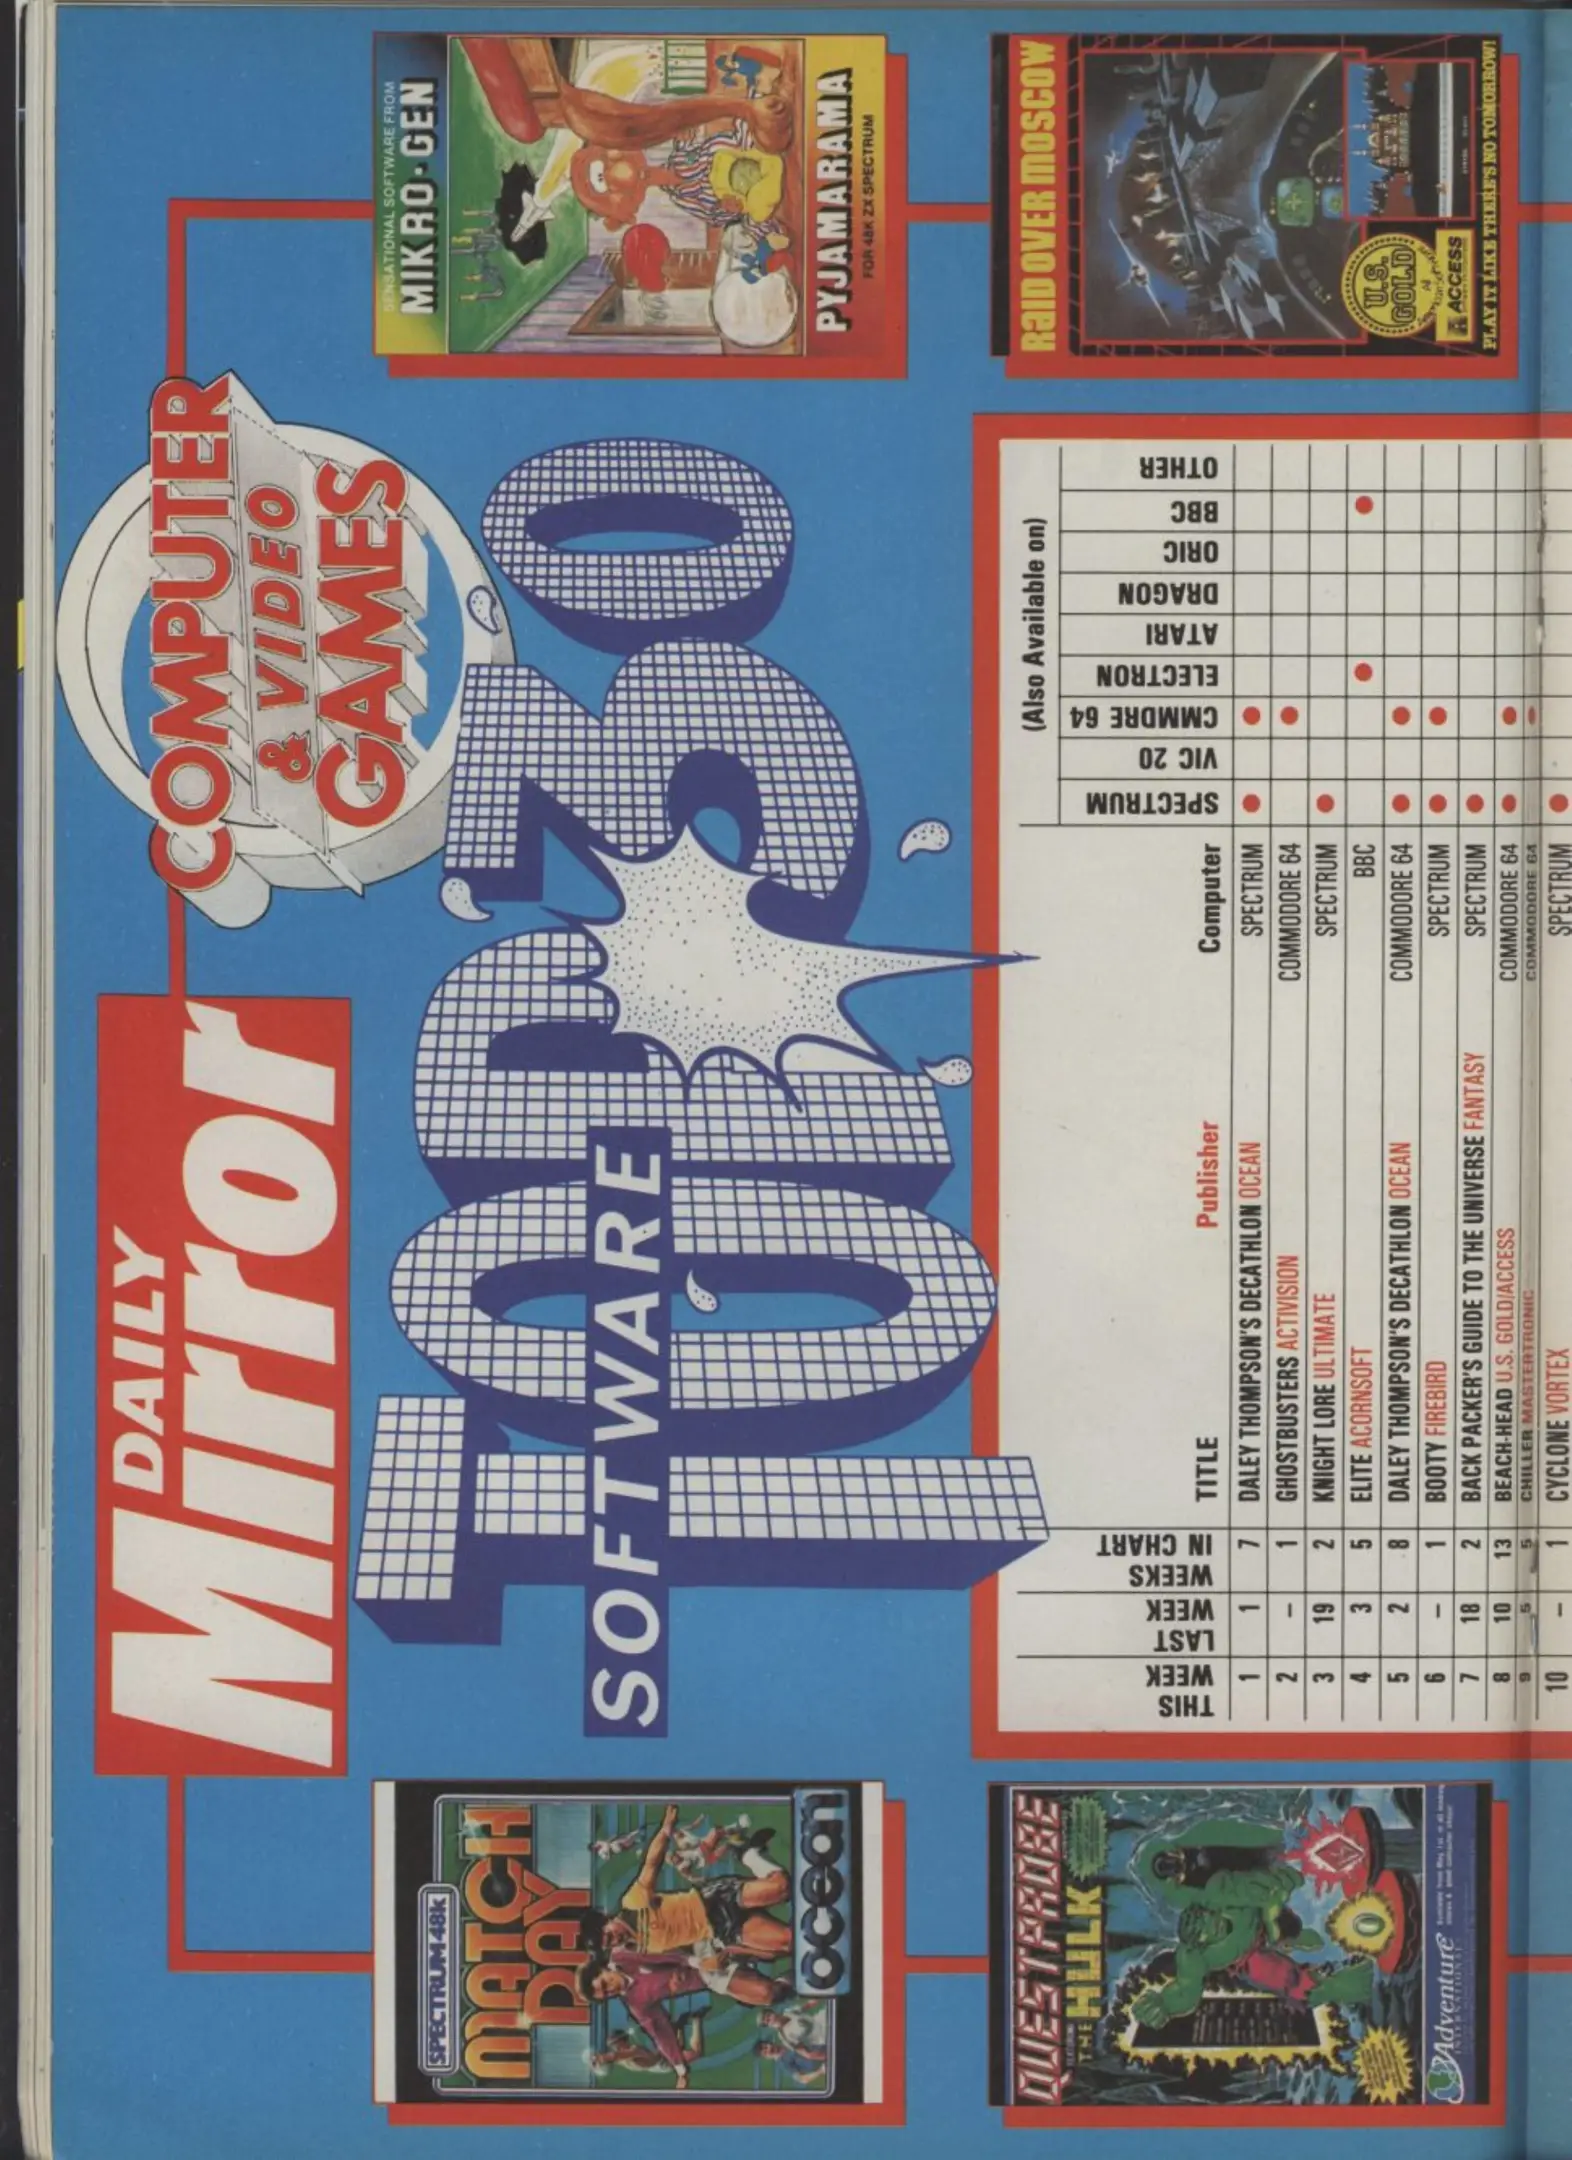 DAILY
Mirror
COMPUTER
& VIDEO
GAMES
TOP 30
SOFTWARE
SPECTRUM 48K
MATCH
DAY
ocean
SENSATIONAL SOFTWARE FROM
MIKRO-GEN
PYJAMARAMA
FOR 48K ZX SPECTRUM
QUESTPROBE
FEATURING
THE HULK
Adventure
INTERNATIONAL
RAID OVER MOSCOW
U.S.
GOLD
ACCESS
PLAY IT LIKE THERE'S NO TOMORROW!
(Also Available on)
THIS WEEK LAST WEEK WEEKS IN CHART TITLE Publisher Computer SPECTRUM VIC 20 CMMDRE 64 ELECTRON ATARI DRAGON ORIC BBC OTHER
1 1 7 DALEY THOMPSON'S DECATHLON OCEAN SPECTRUM ● ●
2 – 1 GHOSTBUSTERS ACTIVISION COMMODORE 64 ●
3 19 2 KNIGHT LORE ULTIMATE SPECTRUM ●
4 3 5 ELITE ACORNSOFT BBC ● ●
5 2 8 DALEY THOMPSON'S DECATHLON OCEAN COMMODORE 64 ● ●
6 – 1 BOOTY FIREBIRD SPECTRUM ● ●
7 18 2 BACK PACKER'S GUIDE TO THE UNIVERSE FANTASY SPECTRUM ●
8 10 13 BEACH-HEAD U.S. GOLD/ACCESS COMMODORE 64 ● ●
9 5 5 CHILLER MASTERTRONIC COMMODORE 64 ●
10 – 1 CYCLONE VORTEX SPECTRUM ●